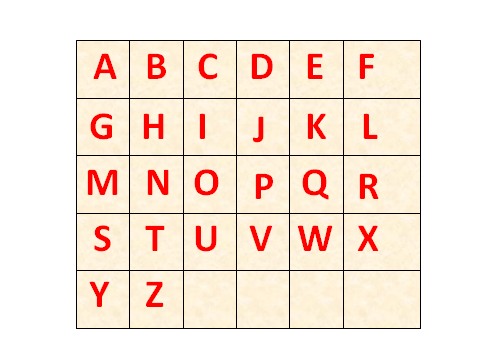 A B C D E F
G H I J K L
M N O P Q R
S T U V W X
Y Z